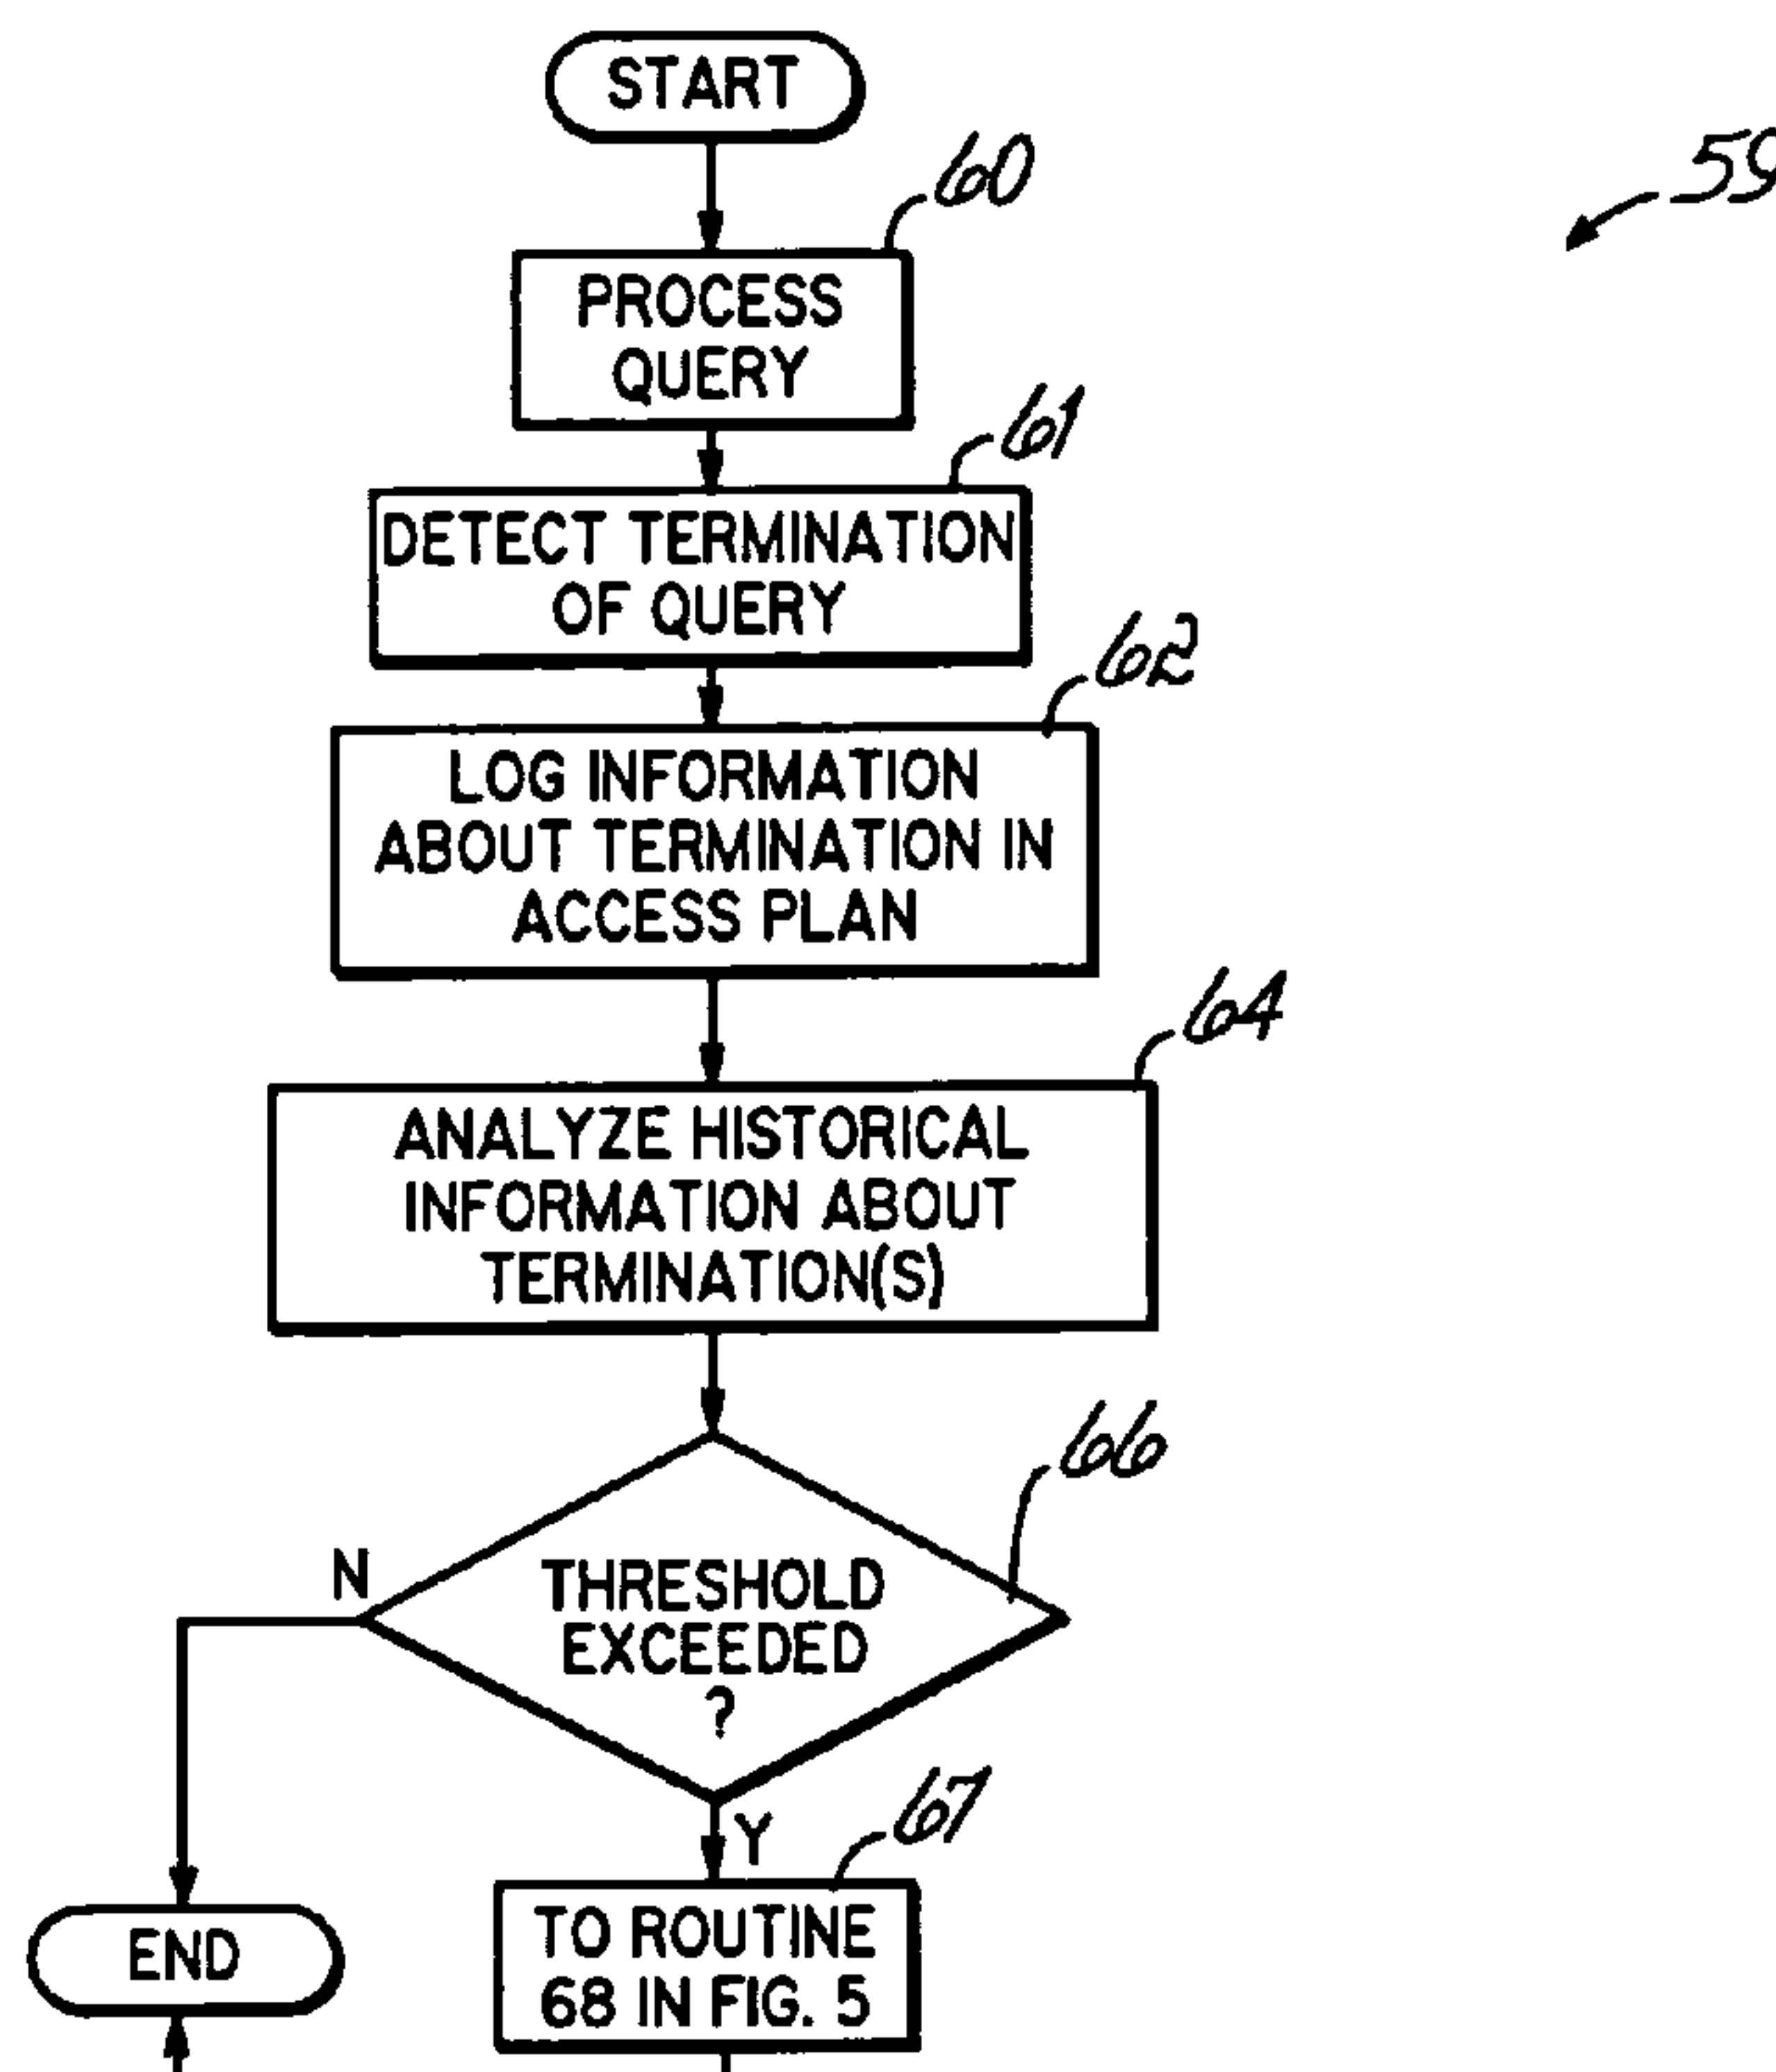 START
60
59
PROCESS
QUERY
61
DETECT TERMINATION
OF QUERY
62
LOG INFORMATION
ABOUT TERMINATION IN
ACCESS PLAN
64
ANALYZE HISTORICAL
INFORMATION ABOUT
TERMINATION(S)
66
N
THRESHOLD
EXCEEDED
?
Y
67
TO ROUTINE
68 IN FIG. 5
END